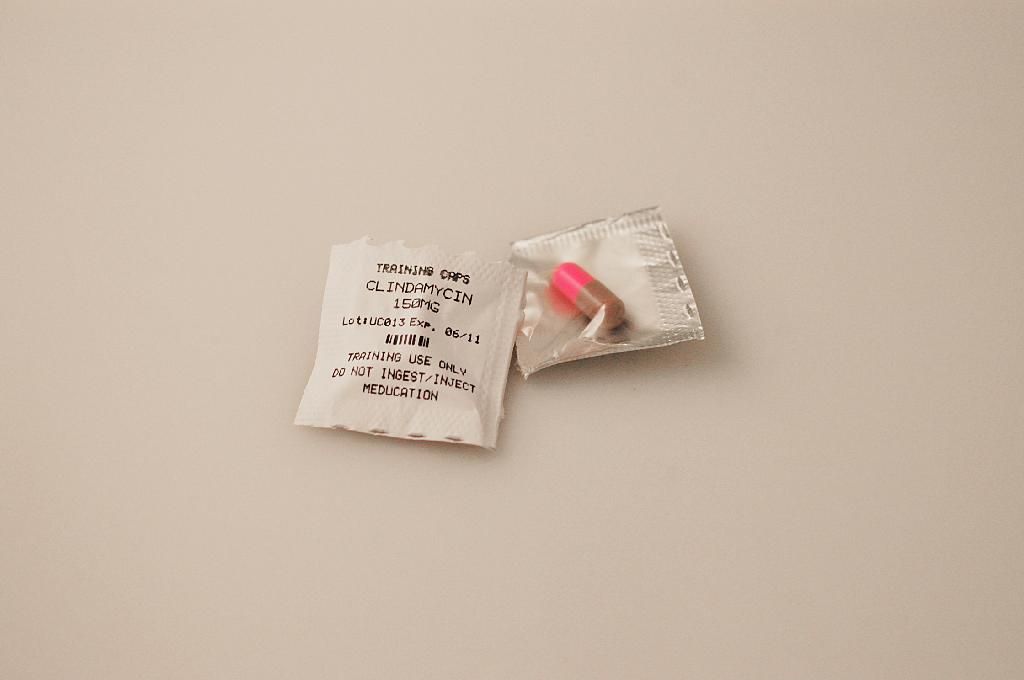 TRAINING CAPS
CLINDAMYCIN
150MG
Lot:UC013 Exp. 06/11
TRAINING USE ONLY
DO NOT INGEST/INJECT
MEDUCATION